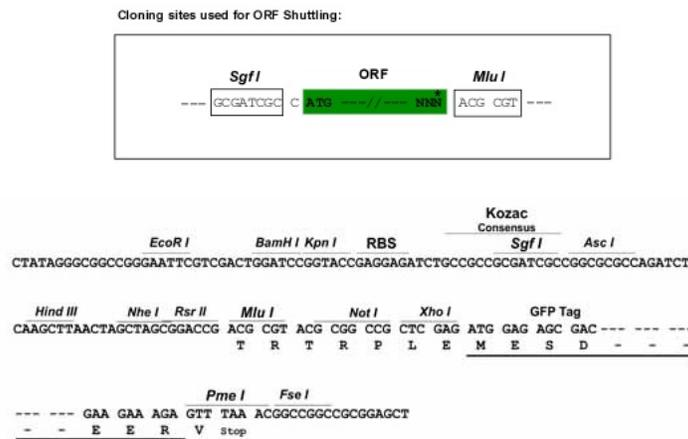 Cloning sites used for ORF Shuttling:
Sgf I ORF Mlu I
--- GCGATCGC C ATG ---//--- NNN* ACG CGT ---
Kozac
Consensus
EcoR I BamH I Kpn I RBS Sgf I Asc I
CTATAGGGCGGCCGGGAATTCGTCGACTGGATCCGGTACCGAGGAGATCTGCCGCCGCGATCGCCGGCGCGCCAGATCT
Hind III Nhe I Rsr II Mlu I Not I Xho I GFP Tag
CAAGCTTAACTAGCTAGCGGACCG ACG CGT ACG CGG CCG CTC GAG ATG GAG AGC GAC--- --- ---
T R T R P L E M E S D - - -
Pme I Fse I
--- --- GAA GAA AGA GTT TAA ACGGCCGGCCGCGGAGCT
- - E E R V Stop